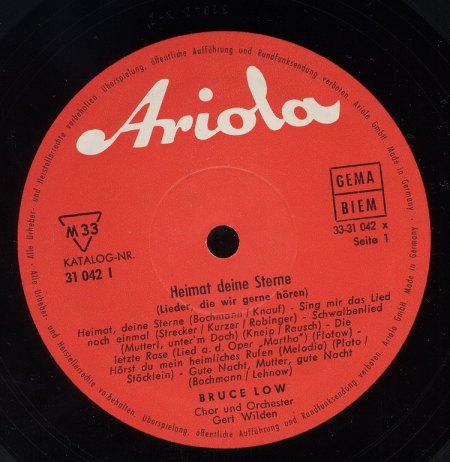 Ariola
Alle Urheber- und Herstellerrechte vorbehalten. Überspielung, öffentliche Aufführung und Rundfunksendung verboten. Ariola GmbH. Made in Germany.
Alle Urheber- und Herstellerrechte vorbehalten. Überspielung, öffentliche Aufführung und Rundfunksendung verboten. Ariola GmbH. Made in Germany.
M 33
KATALOG-NR.
31 042 I
GEMA
BIEM
33-31 042 x
Seite 1
Heimat deine Sterne
(Lieder, die wir gerne hören)
Heimat, deine Sterne (Bochmann / Knauf) - Sing mir das Lied
noch einmal (Strecker / Kurzer / Robinger) - Schwalbenlied
(Mutterl, unter'm Dach) (Kneip / Rausch) - Die
letzte Rose (Lied a. d. Oper „Martha") (Flotow) -
Hörst du mein heimliches Rufen (Melodia) (Plato /
Stöcklein) - Gute Nacht, Mutter, gute Nacht
(Bochmann / Lehnow)
BRUCE LOW
Chor und Orchester
Gert Wilden